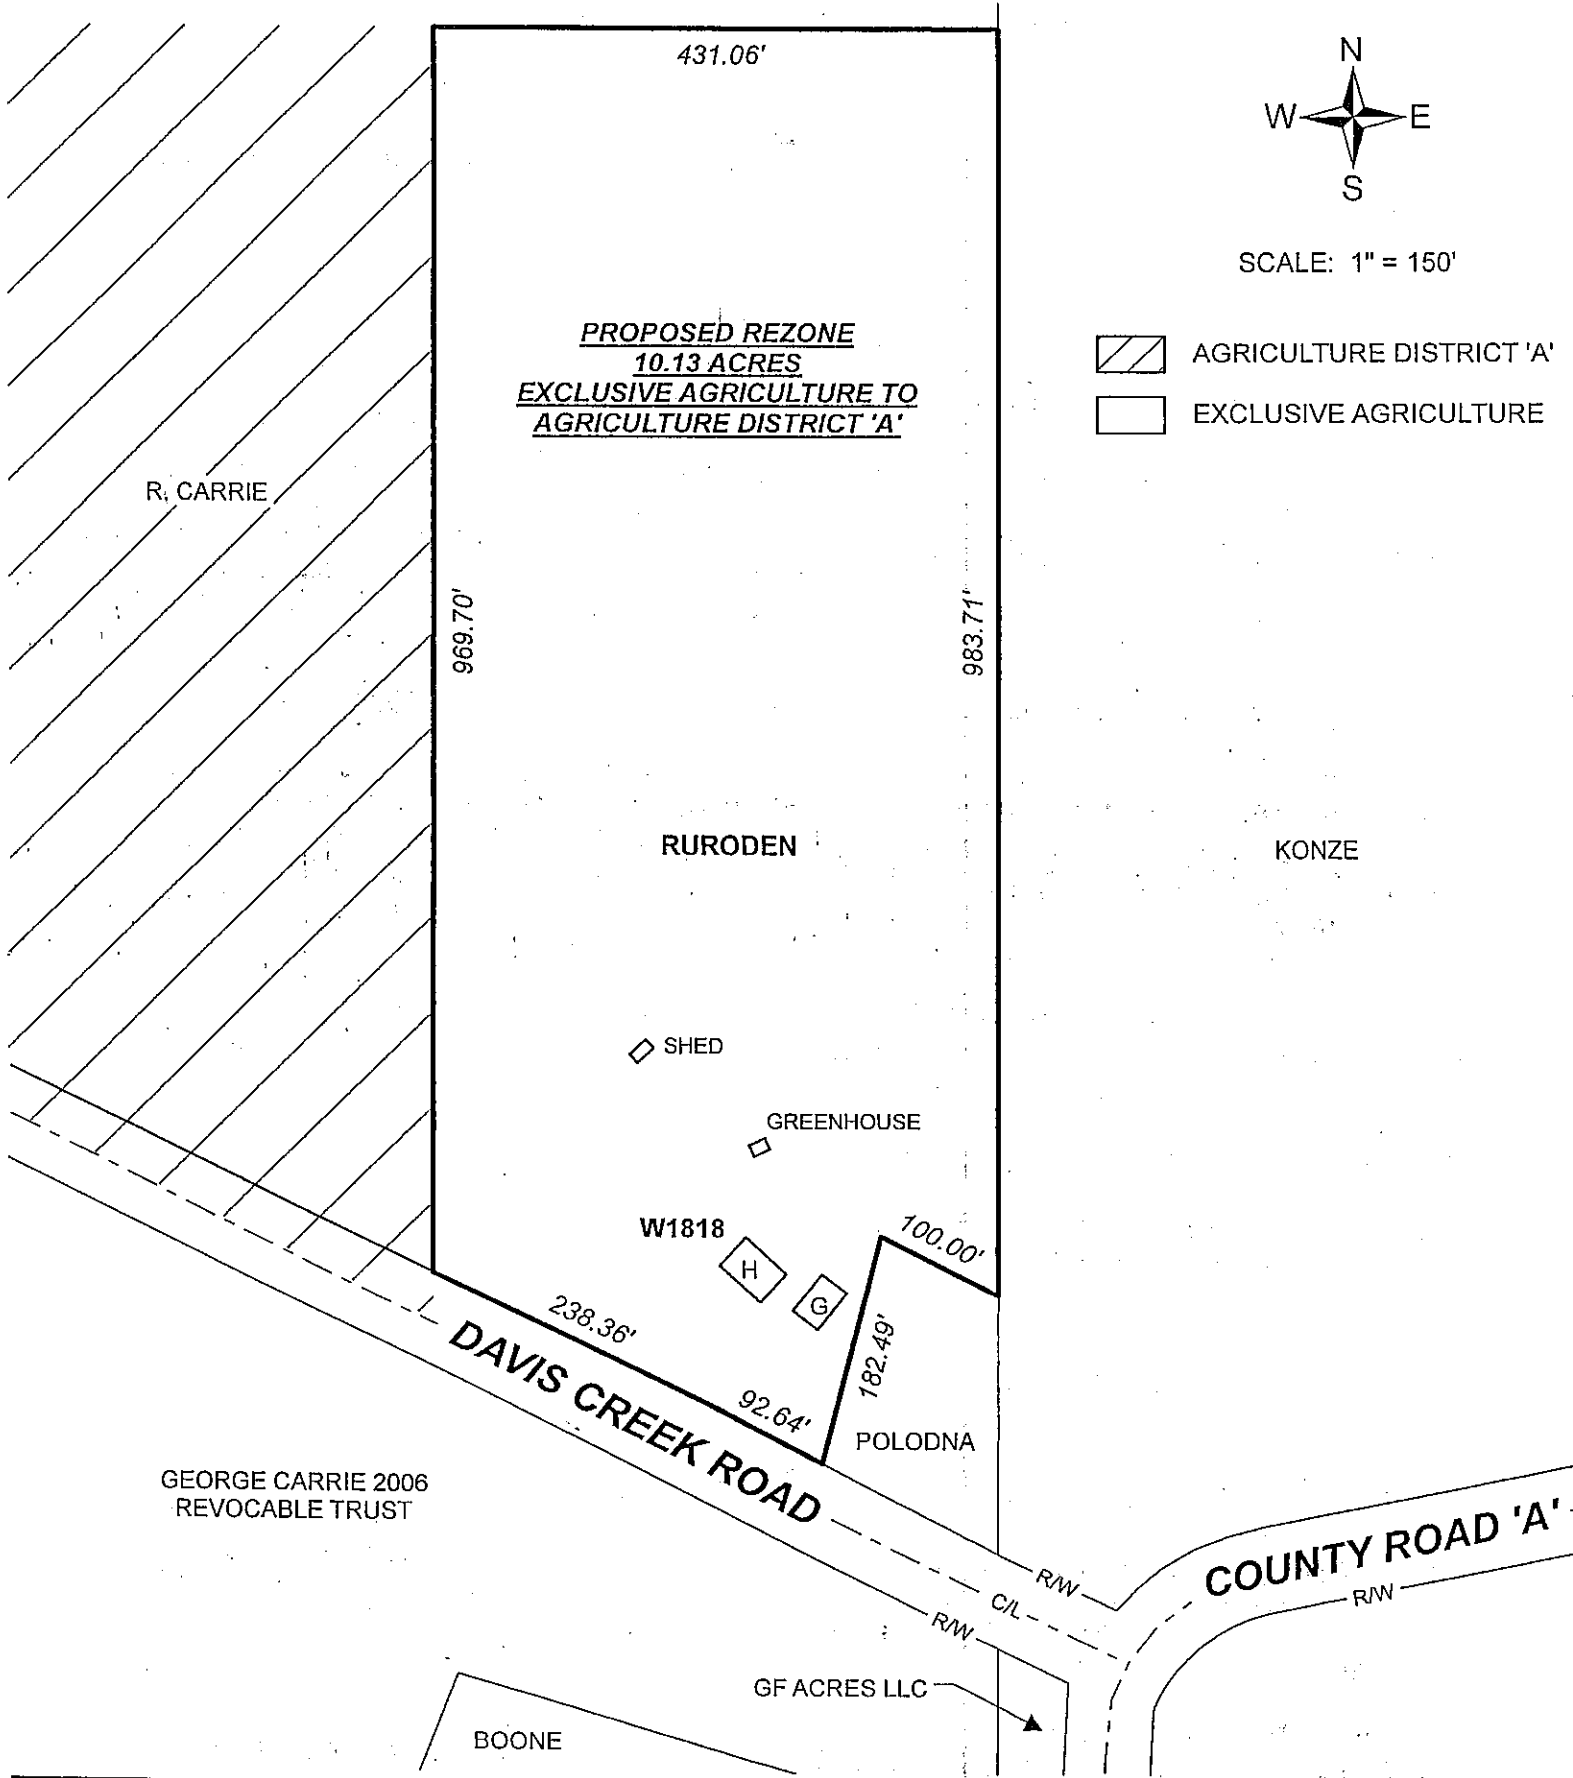 431.06'
N
W E
S
SCALE: 1" = 150'
AGRICULTURE DISTRICT 'A'
EXCLUSIVE AGRICULTURE
PROPOSED REZONE
10.13 ACRES
EXCLUSIVE AGRICULTURE TO
AGRICULTURE DISTRICT 'A'
R. CARRIE
969.70'
983.71'
RURODEN
KONZE
SHED
GREENHOUSE
W1818
H
G
100.00'
182.49'
238.36'
92.64'
DAVIS CREEK ROAD
POLODNA
GEORGE CARRIE 2006
REVOCABLE TRUST
COUNTY ROAD 'A'
R/W
C/L
R/W
R/W
GF ACRES LLC
BOONE